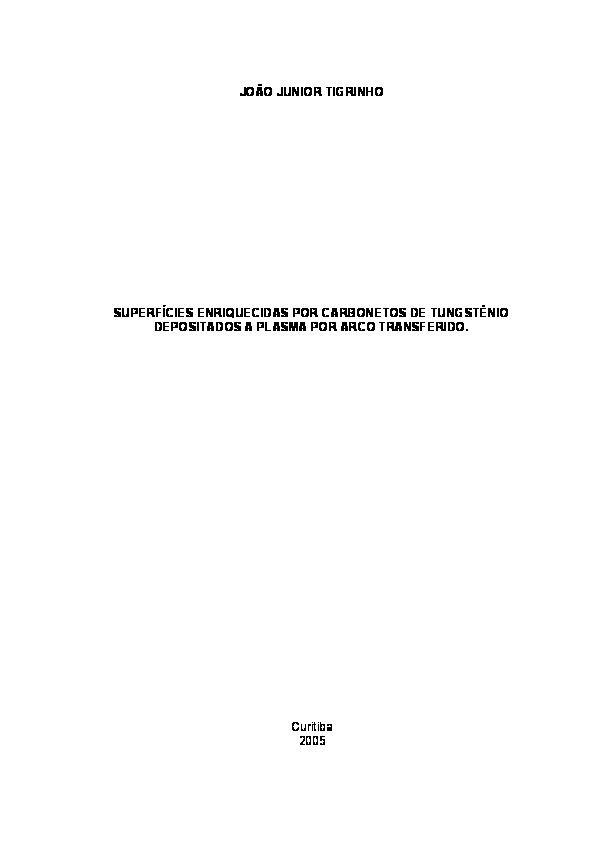 JOÃO JUNIOR TIGRINHO
SUPERFÍCIES ENRIQUECIDAS POR CARBONETOS DE TUNGSTÊNIO
DEPOSITADOS A PLASMA POR ARCO TRANSFERIDO.
Curitiba
2005